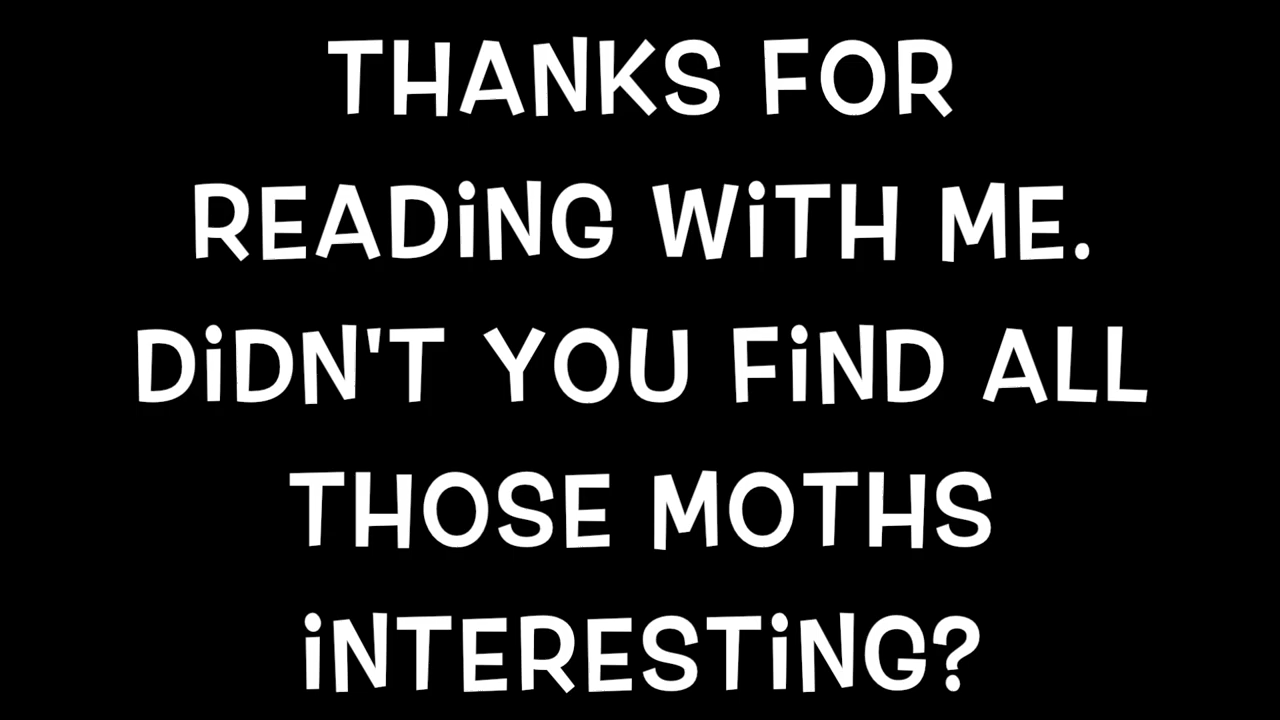 THANKS FOR
READiNG WiTH ME.
DiDN'T YOU FiND ALL
THOSE MOTHS
iNTERESTiNG?